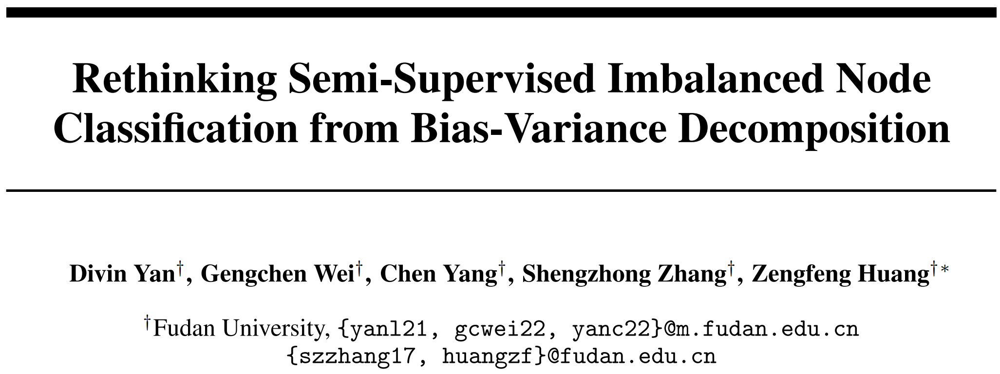 Rethinking Semi-Supervised Imbalanced Node
Classification from Bias-Variance Decomposition
Divin Yan†, Gengchen Wei†, Chen Yang†, Shengzhong Zhang†, Zengfeng Huang†*
†Fudan University, {yanl21, gcwei22, yanc22}@m.fudan.edu.cn
{szzhang17, huangzf}@fudan.edu.cn